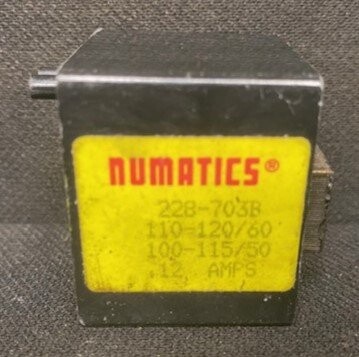 NUMATICS®
228-703B
110-120/60
100-115/50
.12 AMPS